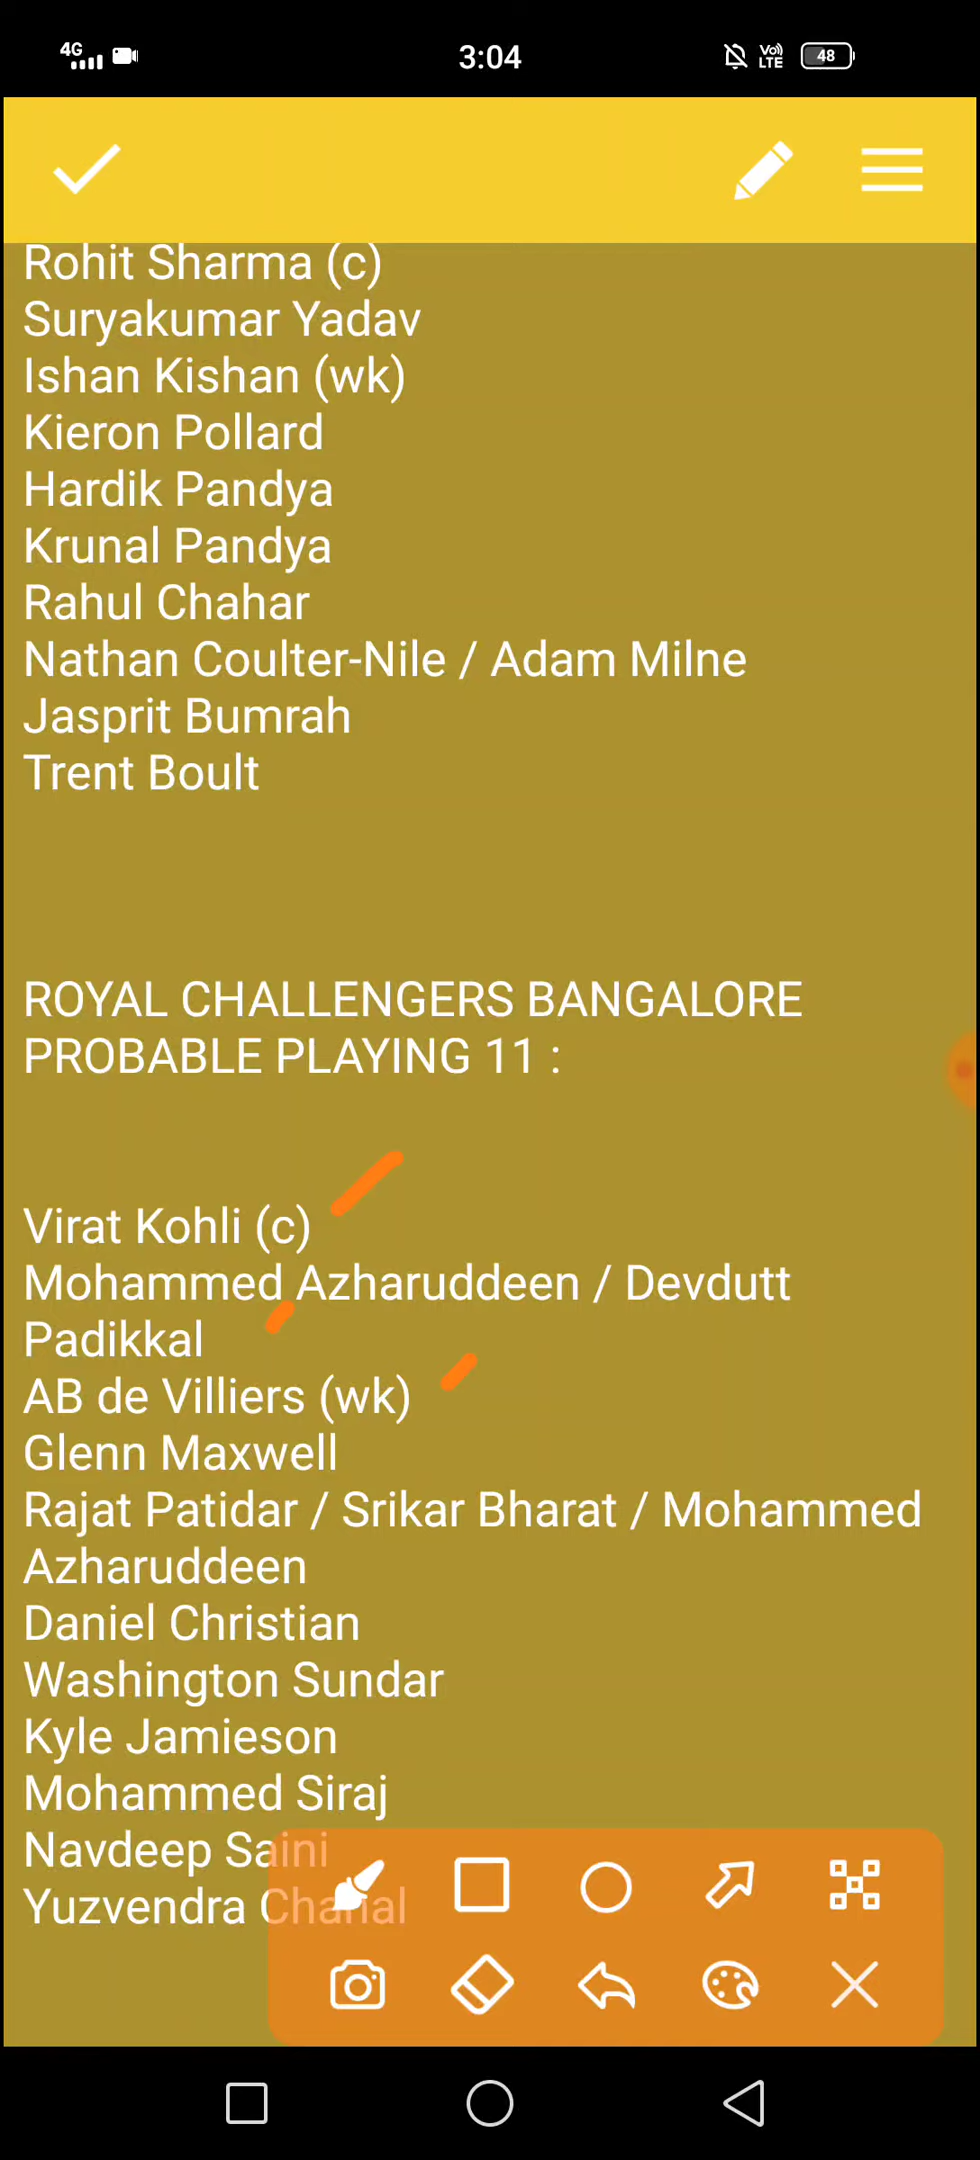 4G
3:04
Vo)
LTE
48
Rohit Sharma (c)
Suryakumar Yadav
Ishan Kishan (wk)
Kieron Pollard
Hardik Pandya
Krunal Pandya
Rahul Chahar
Nathan Coulter-Nile / Adam Milne
Jasprit Bumrah
Trent Boult
ROYAL CHALLENGERS BANGALORE
PROBABLE PLAYING 11 :
Virat Kohli (c)
Mohammed Azharuddeen / Devdutt
Padikkal
AB de Villiers (wk)
Glenn Maxwell
Rajat Patidar / Srikar Bharat / Mohammed
Azharuddeen
Daniel Christian
Washington Sundar
Kyle Jamieson
Mohammed Siraj
Navdeep Saini
Yuzvendra Chahal